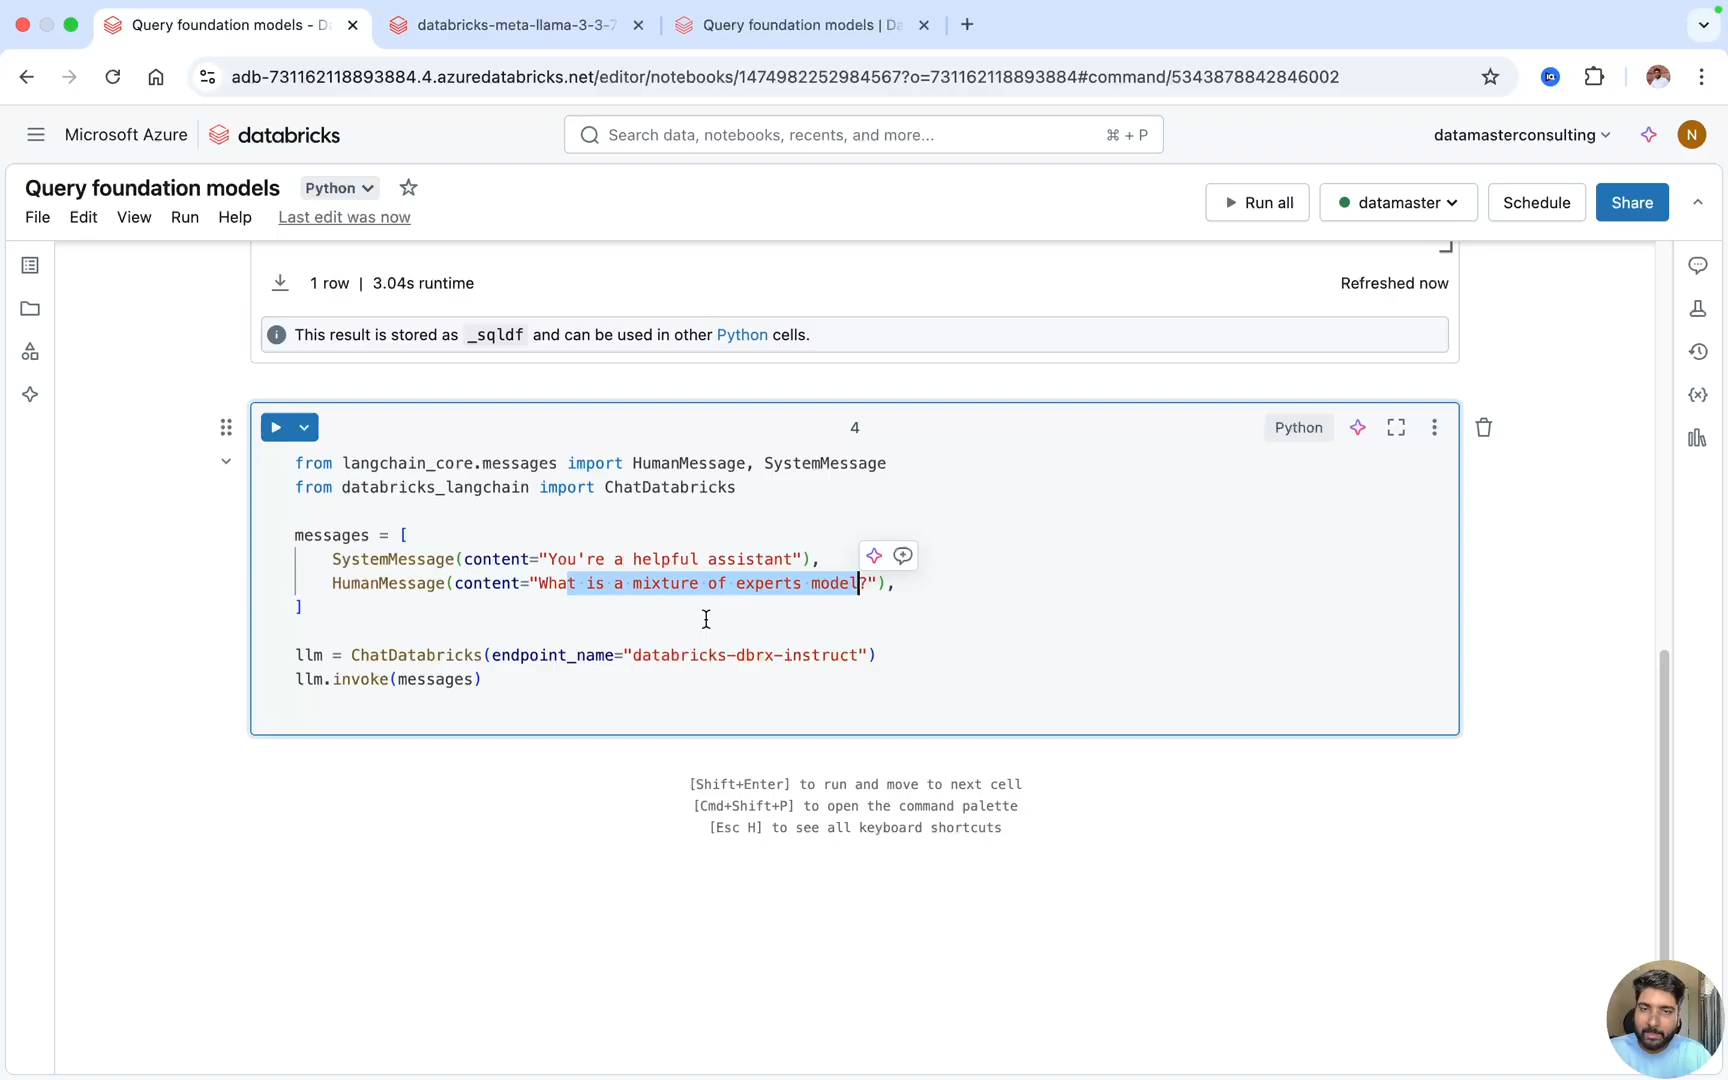 Query foundation models - Da
databricks-meta-llama-3-3-7
Query foundation models | Da
adb-731162118893884.4.azuredatabricks.net/editor/notebooks/1474982252984567?o=731162118893884#command/5343878842846002
Microsoft Azure
databricks
Search data, notebooks, recents, and more...
⌘ + P
datamasterconsulting
N
Query foundation models
Python
File
Edit
View
Run
Help
Last edit was now
Run all
datamaster
Schedule
Share
1 row | 3.04s runtime
Refreshed now
This result is stored as _sqldf and can be used in other Python cells.
4
Python
from langchain_core.messages import HumanMessage, SystemMessage
from databricks_langchain import ChatDatabricks
messages = [
SystemMessage(content="You're a helpful assistant"),
HumanMessage(content="What is a mixture of experts model?"),
]
llm = ChatDatabricks(endpoint_name="databricks-dbrx-instruct")
llm.invoke(messages)
[Shift+Enter] to run and move to next cell
[Cmd+Shift+P] to open the command palette
[Esc H] to see all keyboard shortcuts